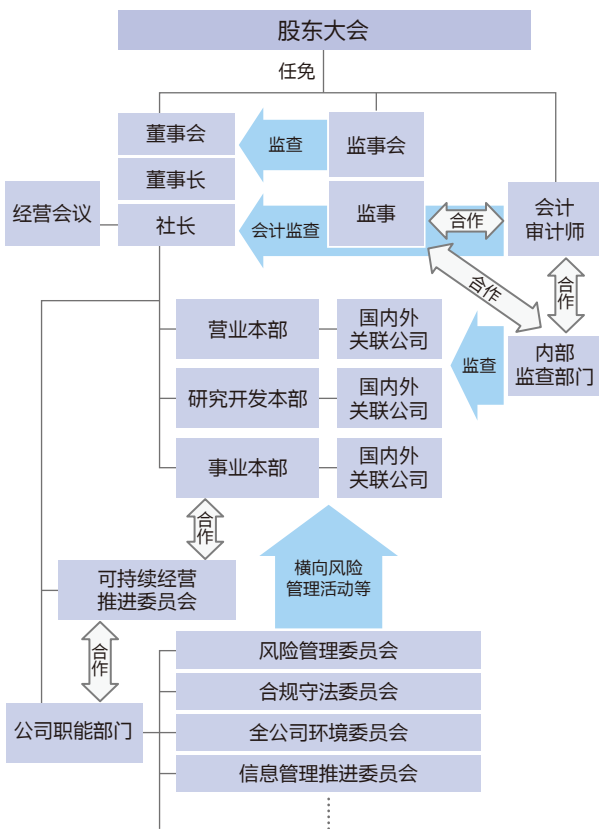 股东大会
任免
董事会
监查
监事会
董事长
经营会议
社长
会计监查
监事
合作
会计
审计师
合作
合作
营业本部
国内外
关联公司
监查
内部
监查部门
研究开发本部
国内外
关联公司
事业本部
国内外
关联公司
合作
横向风险
管理活动等
可持续经营
推进委员会
合作
风险管理委员会
合规守法委员会
公司职能部门
全公司环境委员会
信息管理推进委员会